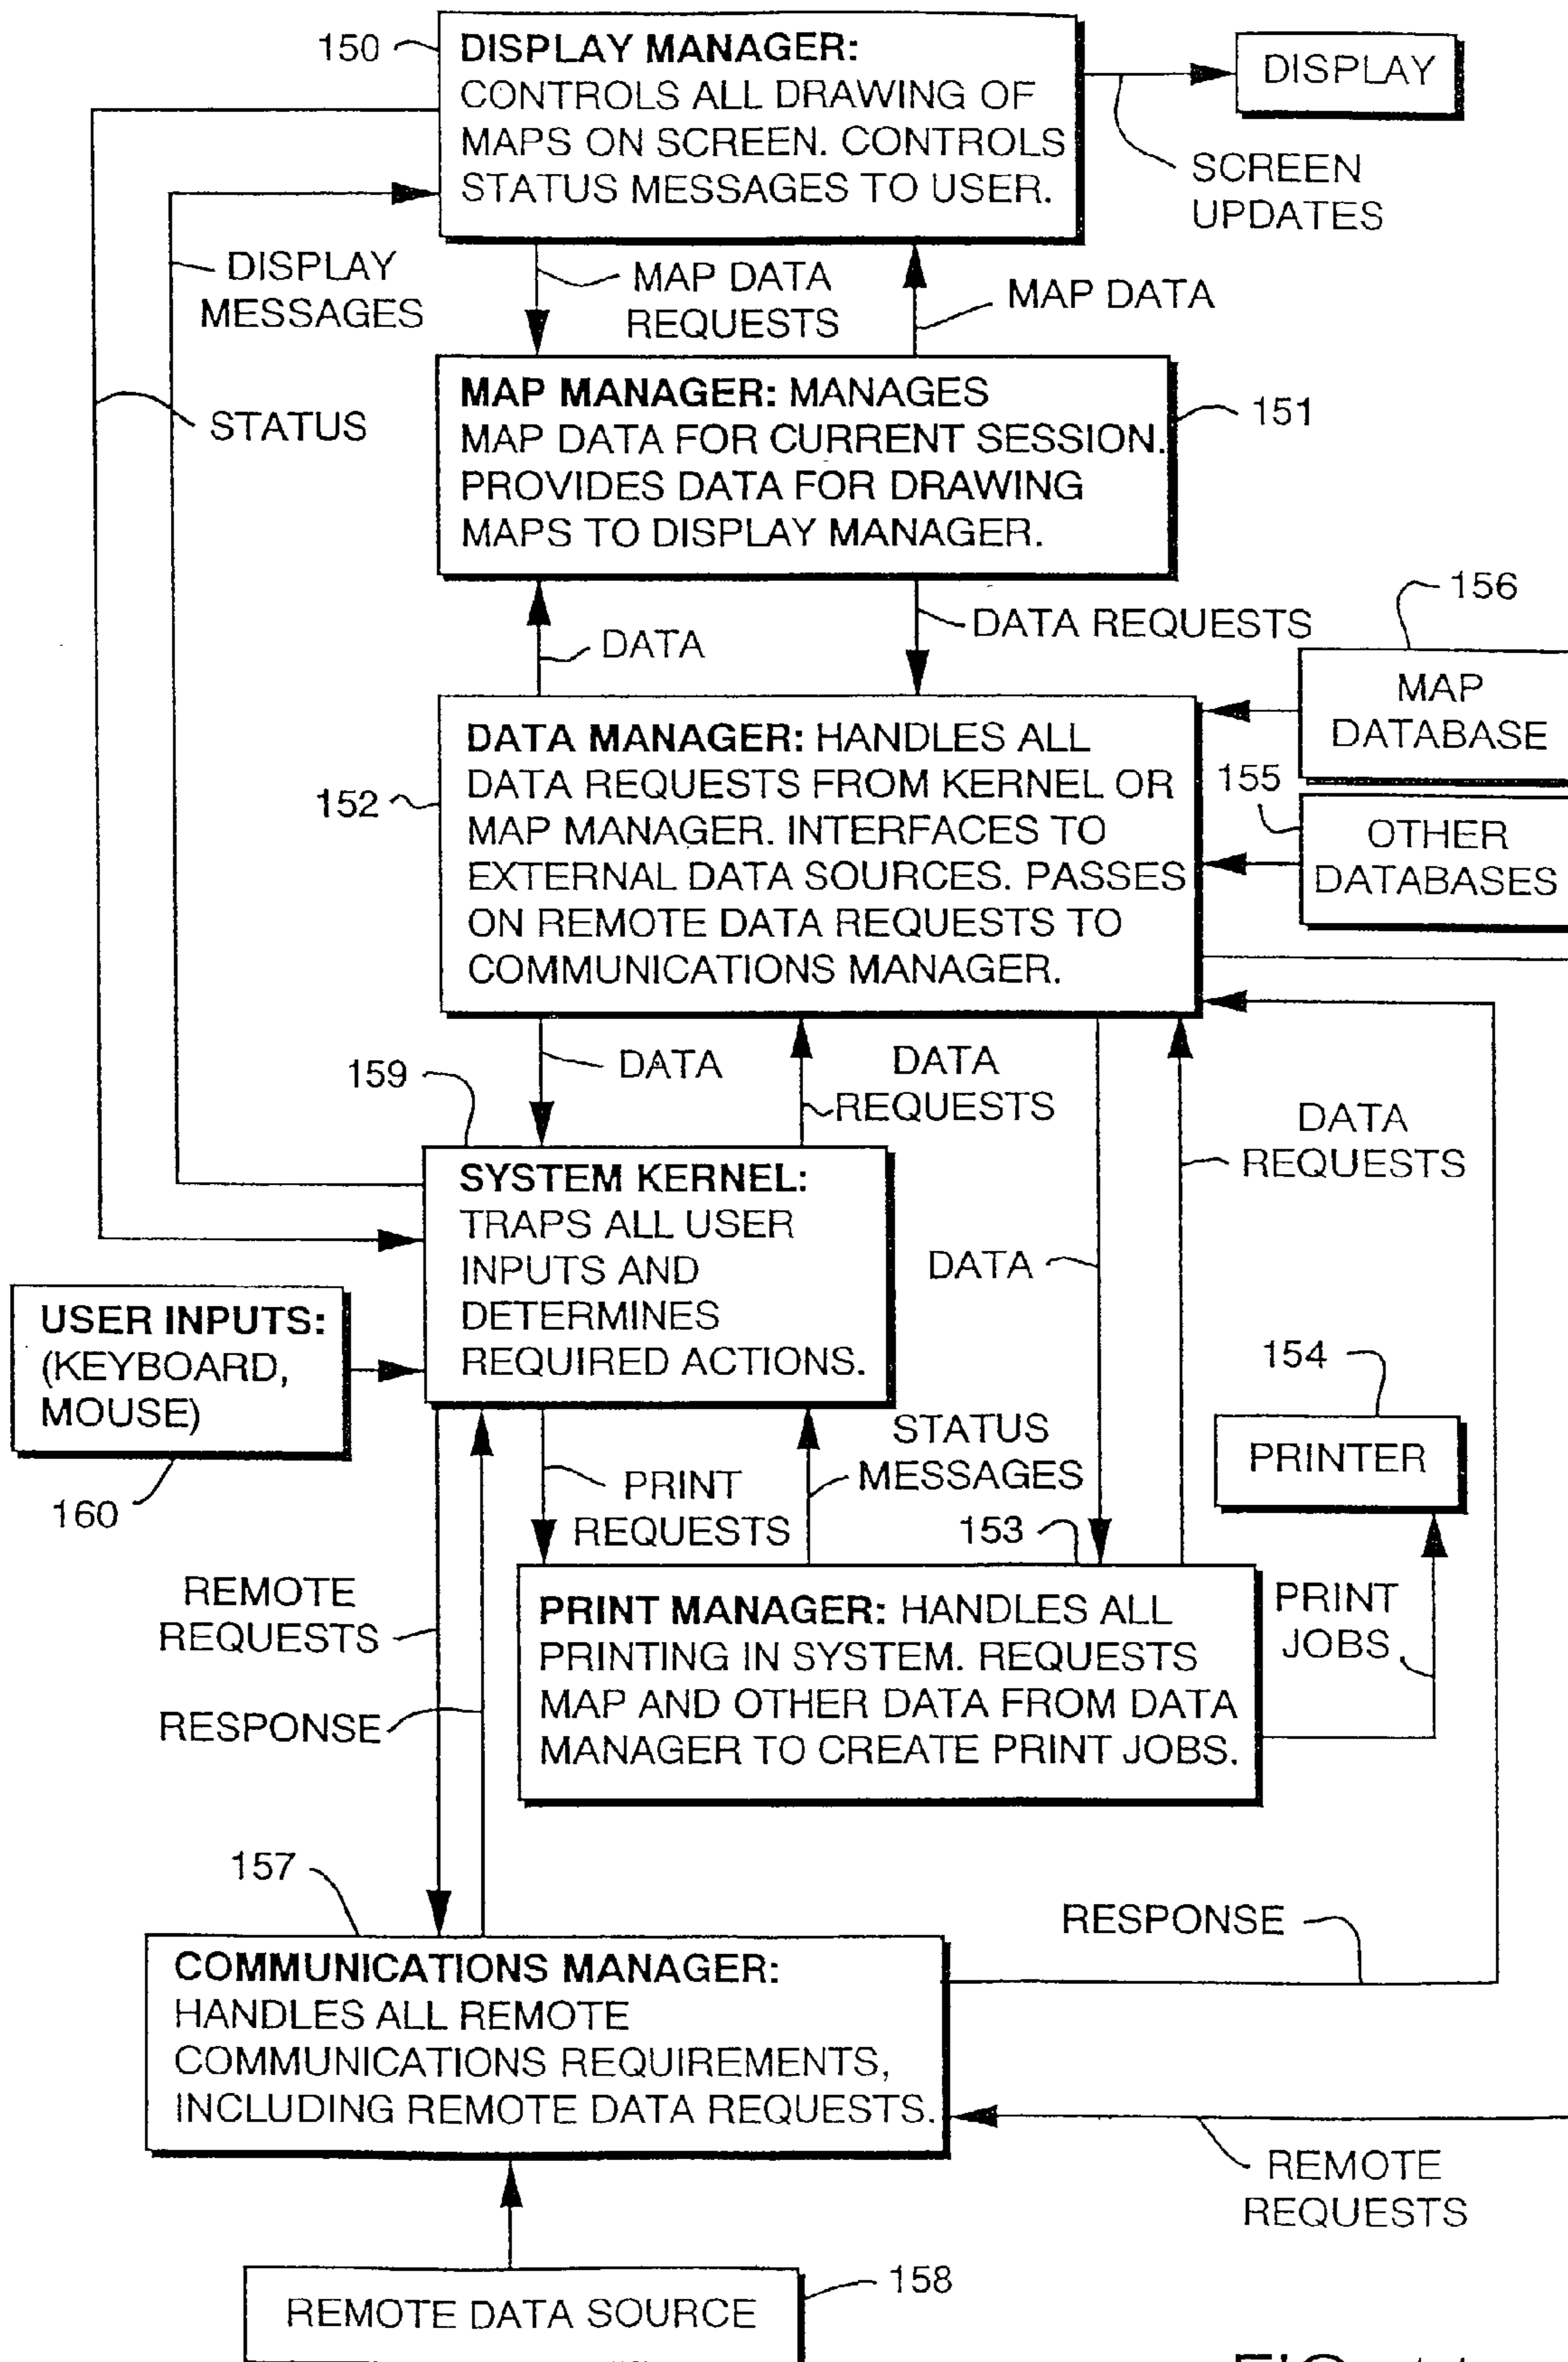 150
DISPLAY MANAGER:
CONTROLS ALL DRAWING OF
MAPS ON SCREEN. CONTROLS
STATUS MESSAGES TO USER.
DISPLAY
SCREEN
UPDATES
DISPLAY
MESSAGES
MAP DATA
REQUESTS
MAP DATA
STATUS
MAP MANAGER: MANAGES
MAP DATA FOR CURRENT SESSION.
PROVIDES DATA FOR DRAWING
MAPS TO DISPLAY MANAGER.
151
DATA
DATA REQUESTS
156
MAP
DATABASE
152
DATA MANAGER: HANDLES ALL
DATA REQUESTS FROM KERNEL OR
MAP MANAGER. INTERFACES TO
EXTERNAL DATA SOURCES. PASSES
ON REMOTE DATA REQUESTS TO
COMMUNICATIONS MANAGER.
155
OTHER
DATABASES
159
DATA
DATA
REQUESTS
DATA
REQUESTS
SYSTEM KERNEL:
TRAPS ALL USER
INPUTS AND
DETERMINES
REQUIRED ACTIONS.
DATA
USER INPUTS:
(KEYBOARD,
MOUSE)
160
154
PRINTER
PRINT
REQUESTS
STATUS
MESSAGES
153
REMOTE
REQUESTS
RESPONSE
PRINT MANAGER: HANDLES ALL
PRINTING IN SYSTEM. REQUESTS
MAP AND OTHER DATA FROM DATA
MANAGER TO CREATE PRINT JOBS.
PRINT
JOBS
157
RESPONSE
COMMUNICATIONS MANAGER:
HANDLES ALL REMOTE
COMMUNICATIONS REQUIREMENTS,
INCLUDING REMOTE DATA REQUESTS.
REMOTE
REQUESTS
158
REMOTE DATA SOURCE